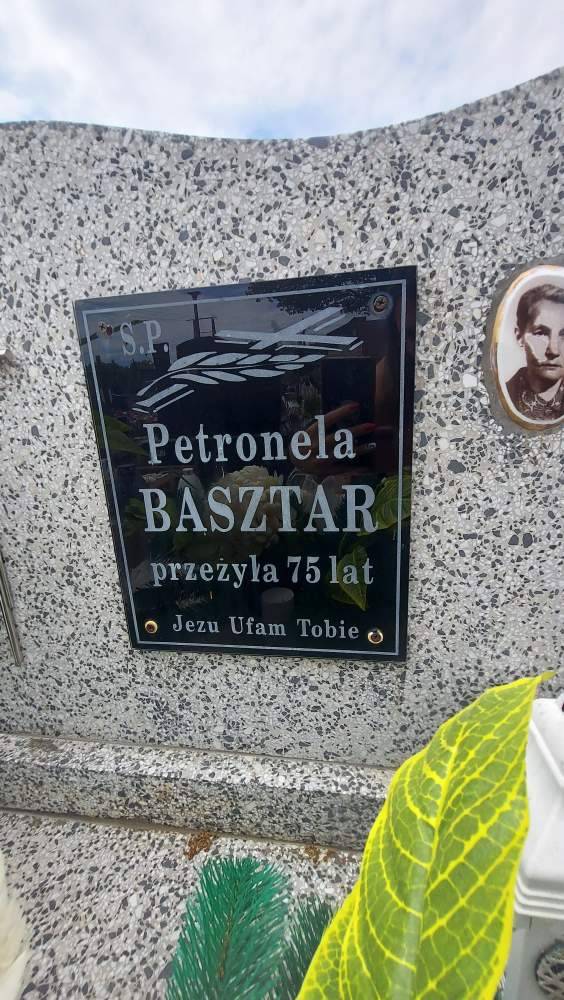 Ś.P.
Petronela
BASZTAR
przeżyła 75 lat
Jezu Ufam Tobie